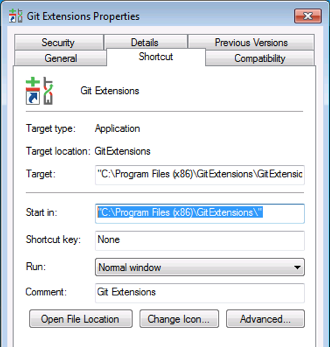 Git Extensions Properties
Security Details Previous Versions
General Shortcut Compatibility
Git Extensions
Target type: Application
Target location: GitExtensions
Target: "C:\Program Files (x86)\GitExtensions\GitExtensic
Start in: "C:\Program Files (x86)\GitExtensions\"
Shortcut key: None
Run: Normal window
Comment: Git Extensions
Open File Location Change Icon... Advanced...